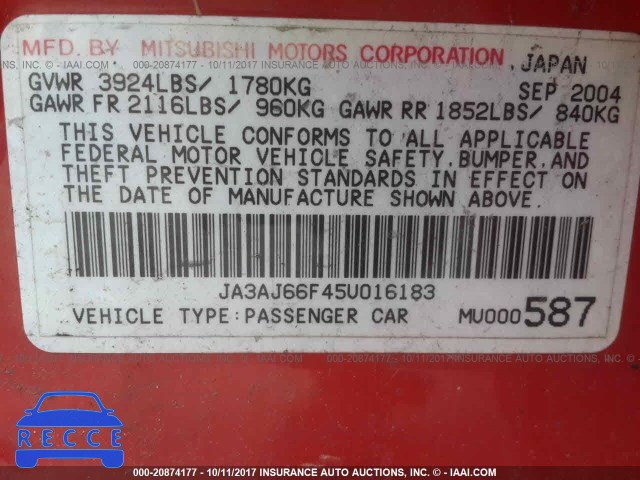 MFD. BY MITSUBISHI MOTORS CORPORATION, JAPAN
GVWR 3924LBS/ 1780KG SEP 2004
GAWR FR 2116LBS/ 960KG GAWR RR 1852LBS/ 840KG
THIS VEHICLE CONFORMS TO ALL APPLICABLE
FEDERAL MOTOR VEHICLE SAFETY, BUMPER, AND
THEFT PREVENTION STANDARDS IN EFFECT ON
THE DATE OF MANUFACTURE SHOWN ABOVE.
JA3AJ66F45U016183
VEHICLE TYPE:PASSENGER CAR MU000587
RECCE
000-20874177 - 10/11/2017 INSURANCE AUTO AUCTIONS SERVICES CORP. - © IAAI.COM